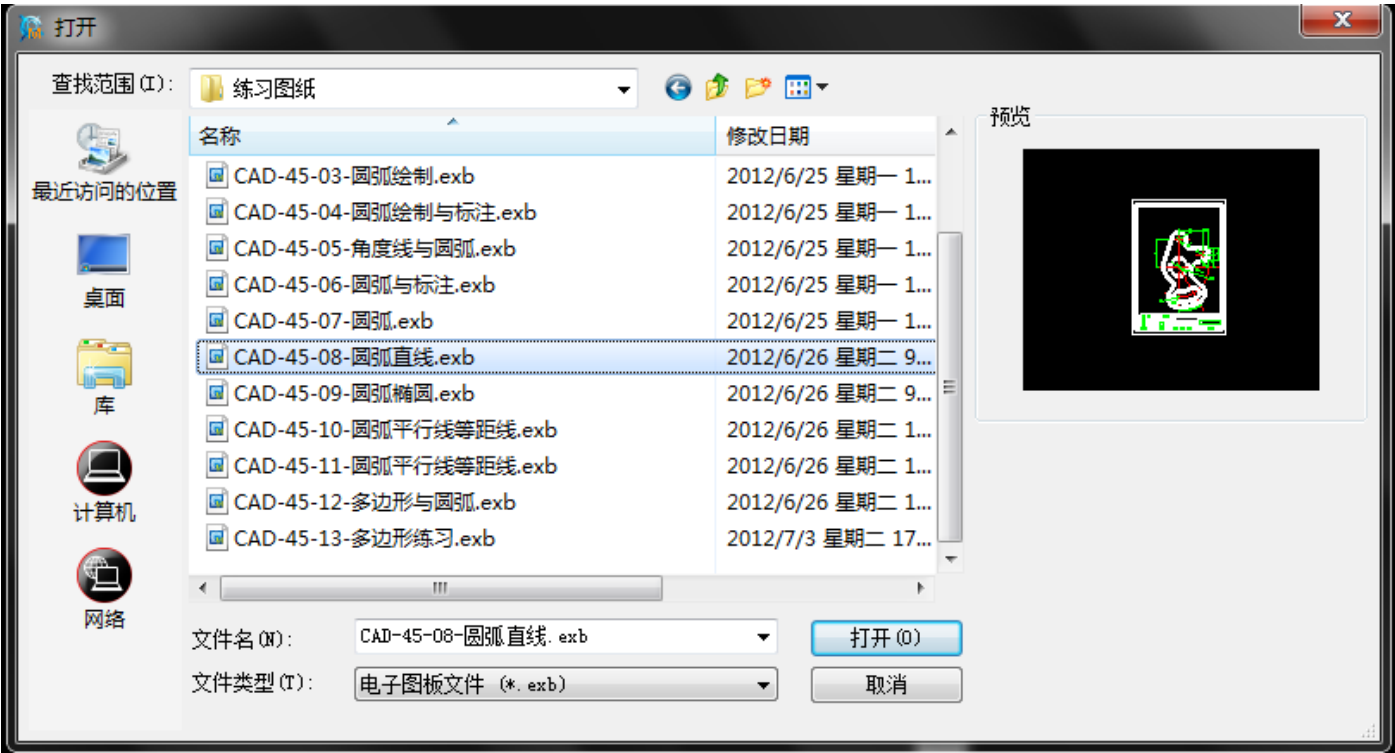 打开
查找范围(I):
练习图纸
最近访问的位置
桌面
库
计算机
网络
名称 修改日期
CAD-45-03-圆弧绘制.exb 2012/6/25 星期一 1...
CAD-45-04-圆弧绘制与标注.exb 2012/6/25 星期一 1...
CAD-45-05-角度线与圆弧.exb 2012/6/25 星期一 1...
CAD-45-06-圆弧与标注.exb 2012/6/25 星期一 1...
CAD-45-07-圆弧.exb 2012/6/25 星期一 1...
CAD-45-08-圆弧直线.exb 2012/6/26 星期二 9...
CAD-45-09-圆弧椭圆.exb 2012/6/26 星期二 9...
CAD-45-10-圆弧平行线等距线.exb 2012/6/26 星期二 1...
CAD-45-11-圆弧平行线等距线.exb 2012/6/26 星期二 1...
CAD-45-12-多边形与圆弧.exb 2012/6/26 星期二 1...
CAD-45-13-多边形练习.exb 2012/7/3 星期二 17...
文件名(N): CAD-45-08-圆弧直线.exb 打开(O)
文件类型(T): 电子图板文件 (*.exb) 取消
预览